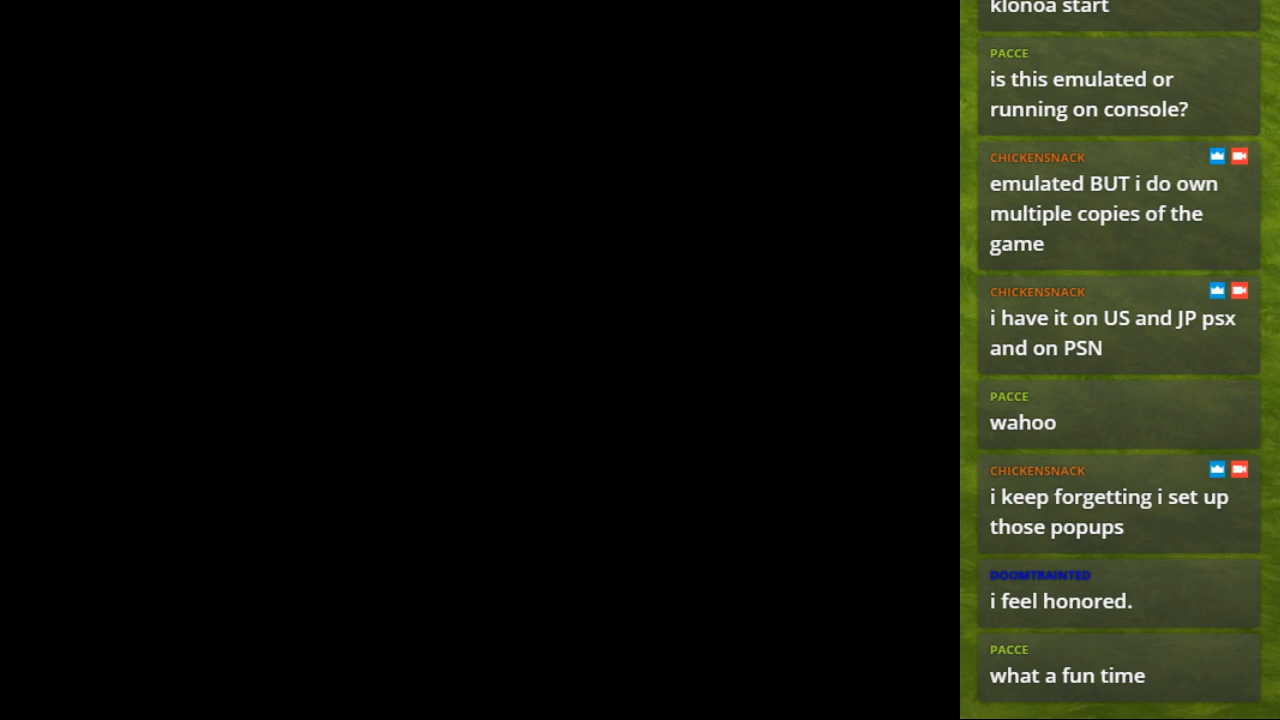 klonoa start
PACCE
is this emulated or
running on console?
CHICKENSNACK
emulated BUT i do own
multiple copies of the
game
CHICKENSNACK
i have it on US and JP psx
and on PSN
PACCE
wahoo
CHICKENSNACK
i keep forgetting i set up
those popups
DOOMTRAINTED
i feel honored.
PACCE
what a fun time